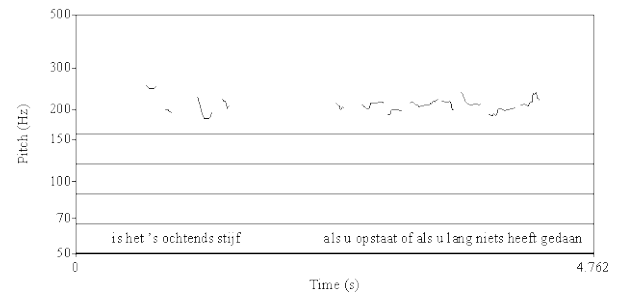 500
300
200
150
100
70
50
Pitch (Hz)
is het 's ochtends stijf
als u opstaat of als u lang niets heeft gedaan
0
4.762
Time (s)